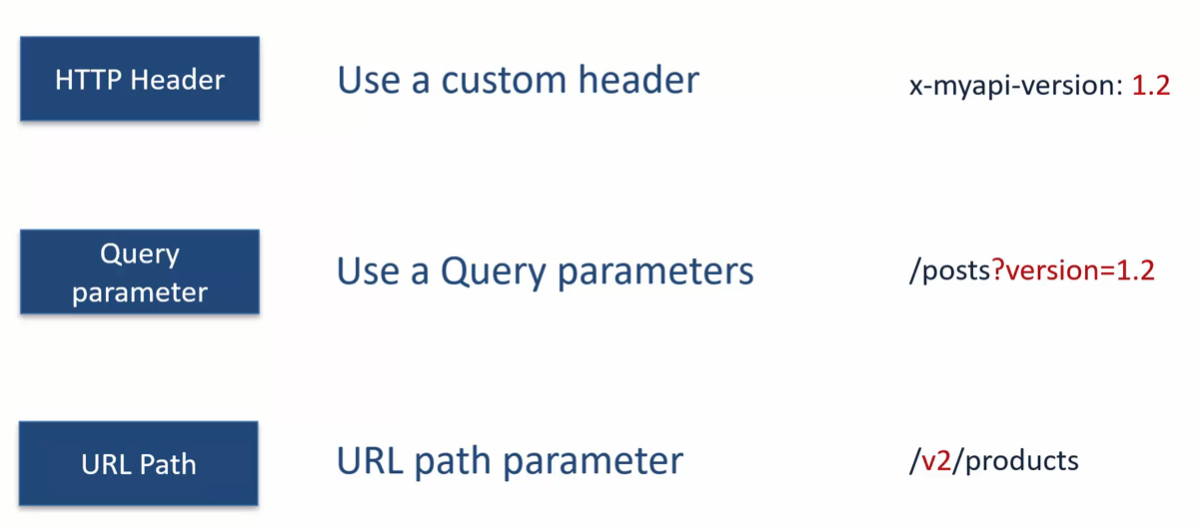 HTTP Header
Use a custom header
x-myapi-version: 1.2
Query
parameter
Use a Query parameters
/posts?version=1.2
URL Path
URL path parameter
/v2/products